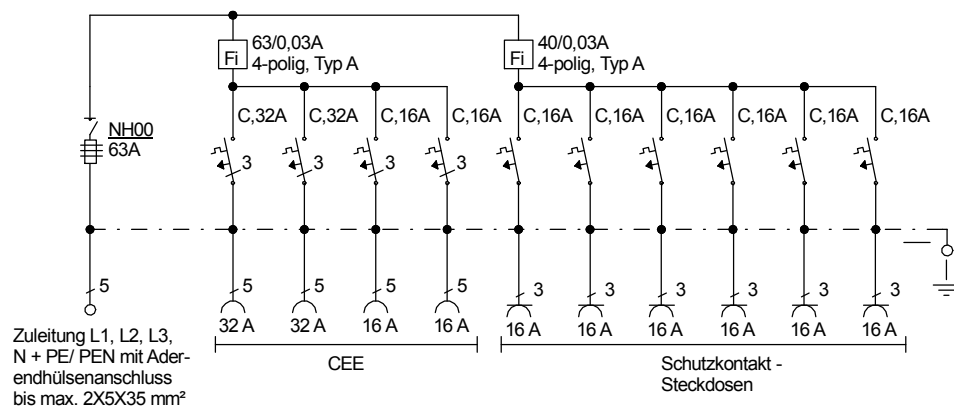 63/0,03A
4-polig, Typ A
Fi
40/0,03A
4-polig, Typ A
Fi
NH00
63A
C,32A C,32A C,16A C,16A C,16A C,16A C,16A C,16A C,16A C,16A
3 3 3 3
5 5 5 5 5 3 3 3 3 3 3
32 A 32 A 16 A 16 A 16 A 16 A 16 A 16 A 16 A 16 A
Zuleitung L1, L2, L3,
N + PE/ PEN mit Ader-
endhülsenanschluss
bis max. 2X5X35 mm²
CEE
Schutzkontakt -
Steckdosen